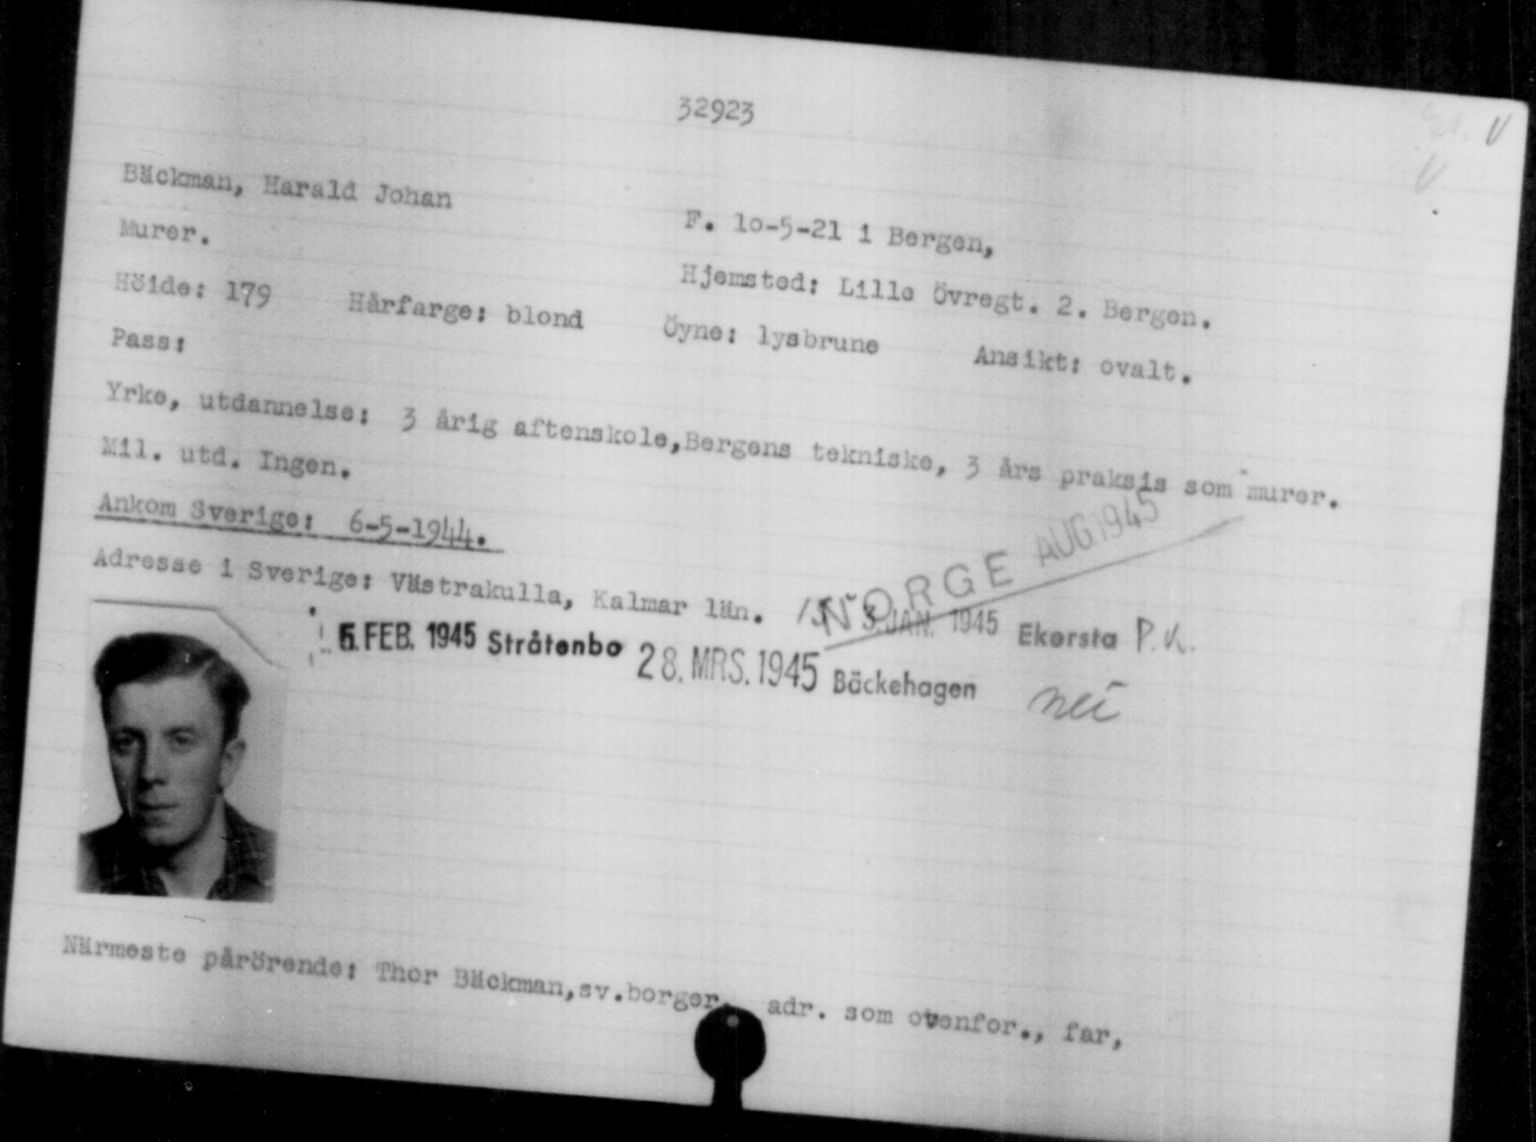 32923
Bäckman, Harald Johan
F. 10-5-21 i Bergen,
Murer.
Hjemsted: Lille Övregt. 2. Bergen.
Höide: 179 Hårfarge: blond Öyne: lysbrune Ansikt: ovalt.
Pass:
Yrke, utdannelse: 3 årig aftenskole,Bergens tekniske, 3 års praksis som murer.
Mil. utd. Ingen.
Ankom Sverige: 6-5-1944.
NORGE AUG 1945
Adresse i Sverige: Västrakulla, Kalmar län. 3. JAN. 1945 Ekorsta P.K.
5. FEB. 1945 Stråtenbo 28. MRS. 1945 Bäckehagen nei
Närmeste pårörende: Thor Bäckman,sv.borger. adr. som ovenfor., far,